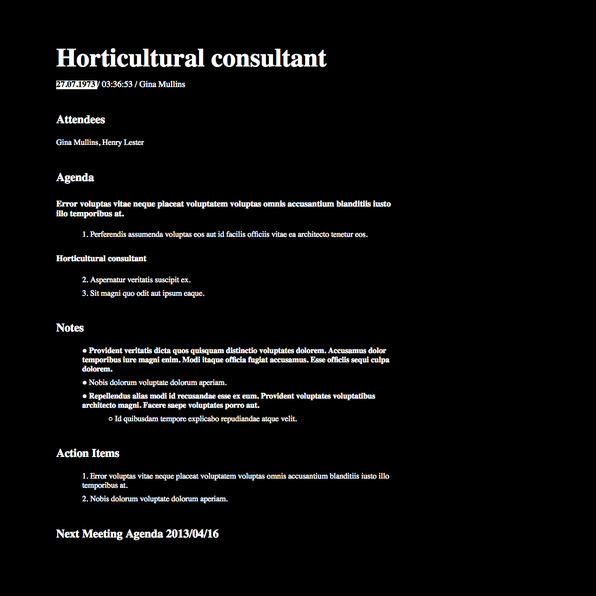 Horticultural consultant
27.07.1973 / 03:36:53 / Gina Mullins
Attendees
Gina Mullins, Henry Lester
Agenda
Error voluptas vitae neque placeat voluptatem voluptas omnis accusantium blanditiis iusto
illo temporibus at.
1. Perferendis assumenda voluptas eos aut id facilis officiis vitae ea architecto tenetur eos.
Horticultural consultant
2. Aspernatur veritatis suscipit ex.
3. Sit magni quo odit aut ipsum eaque.
Notes
● Provident veritatis dicta quos quisquam distinctio voluptates dolorem. Accusamus dolor
temporibus iure magni enim. Modi itaque officia fugiat accusamus. Esse officiis sequi culpa
dolorem.
● Nobis dolorum voluptate dolorum aperiam.
● Repellendus alias modi id recusandae esse ex eum. Provident voluptates voluptatibus
architecto magni. Facere saepe voluptates porro aut.
○ Id quibusdam tempore explicabo repudiandae atque velit.
Action Items
1. Error voluptas vitae neque placeat voluptatem voluptas omnis accusantium blanditiis iusto illo
temporibus at.
2. Nobis dolorum voluptate dolorum aperiam.
Next Meeting Agenda 2013/04/16